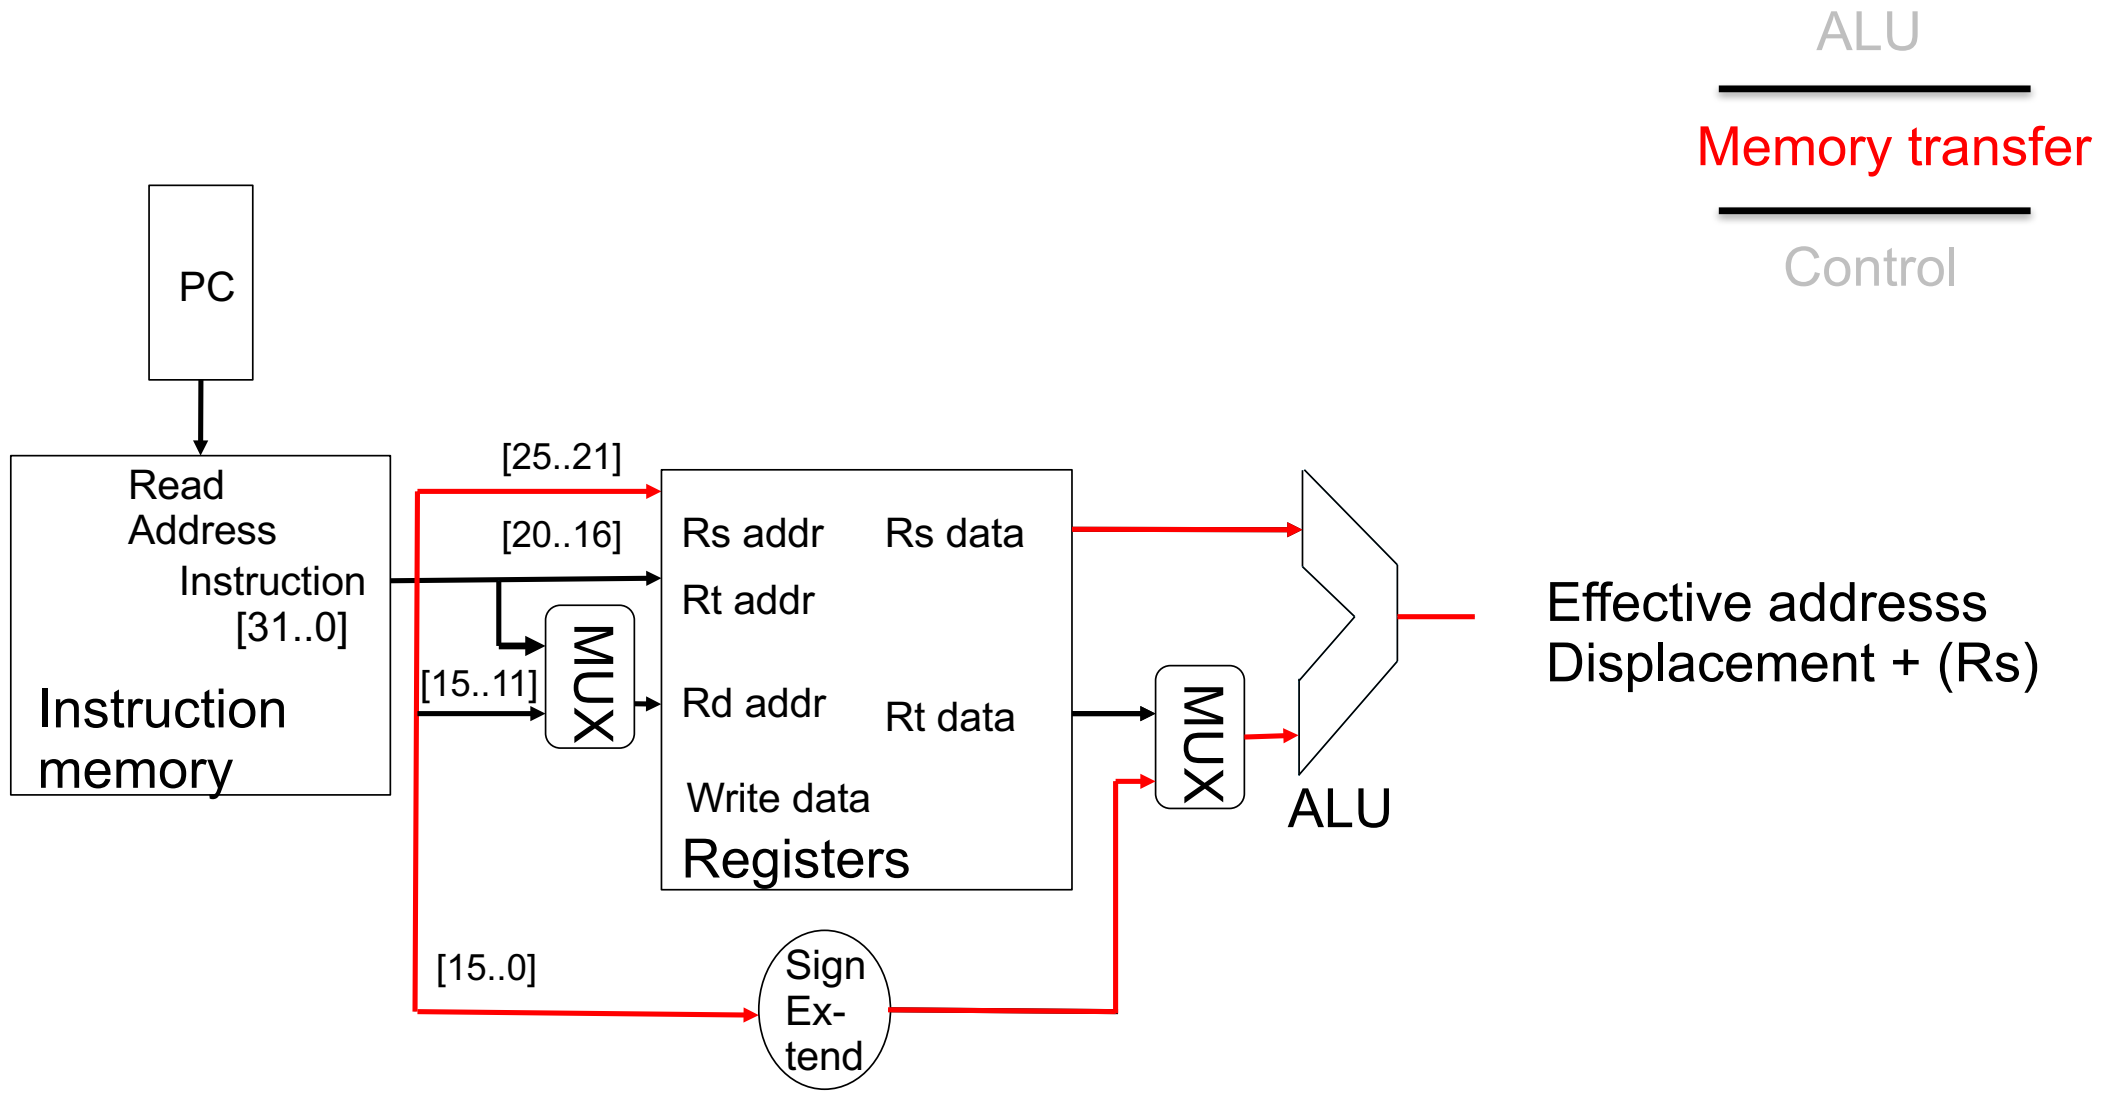 ALU
Memory transfer
Control
PC
Read
Address
Instruction
[31..0]
Instruction
memory
[25..21]
[20..16]
[15..11]
[15..0]
MUX
Rs addr
Rs data
Rt addr
Rd addr
Rt data
Write data
Registers
Sign
Ex-
tend
MUX
ALU
Effective addresss
Displacement + (Rs)